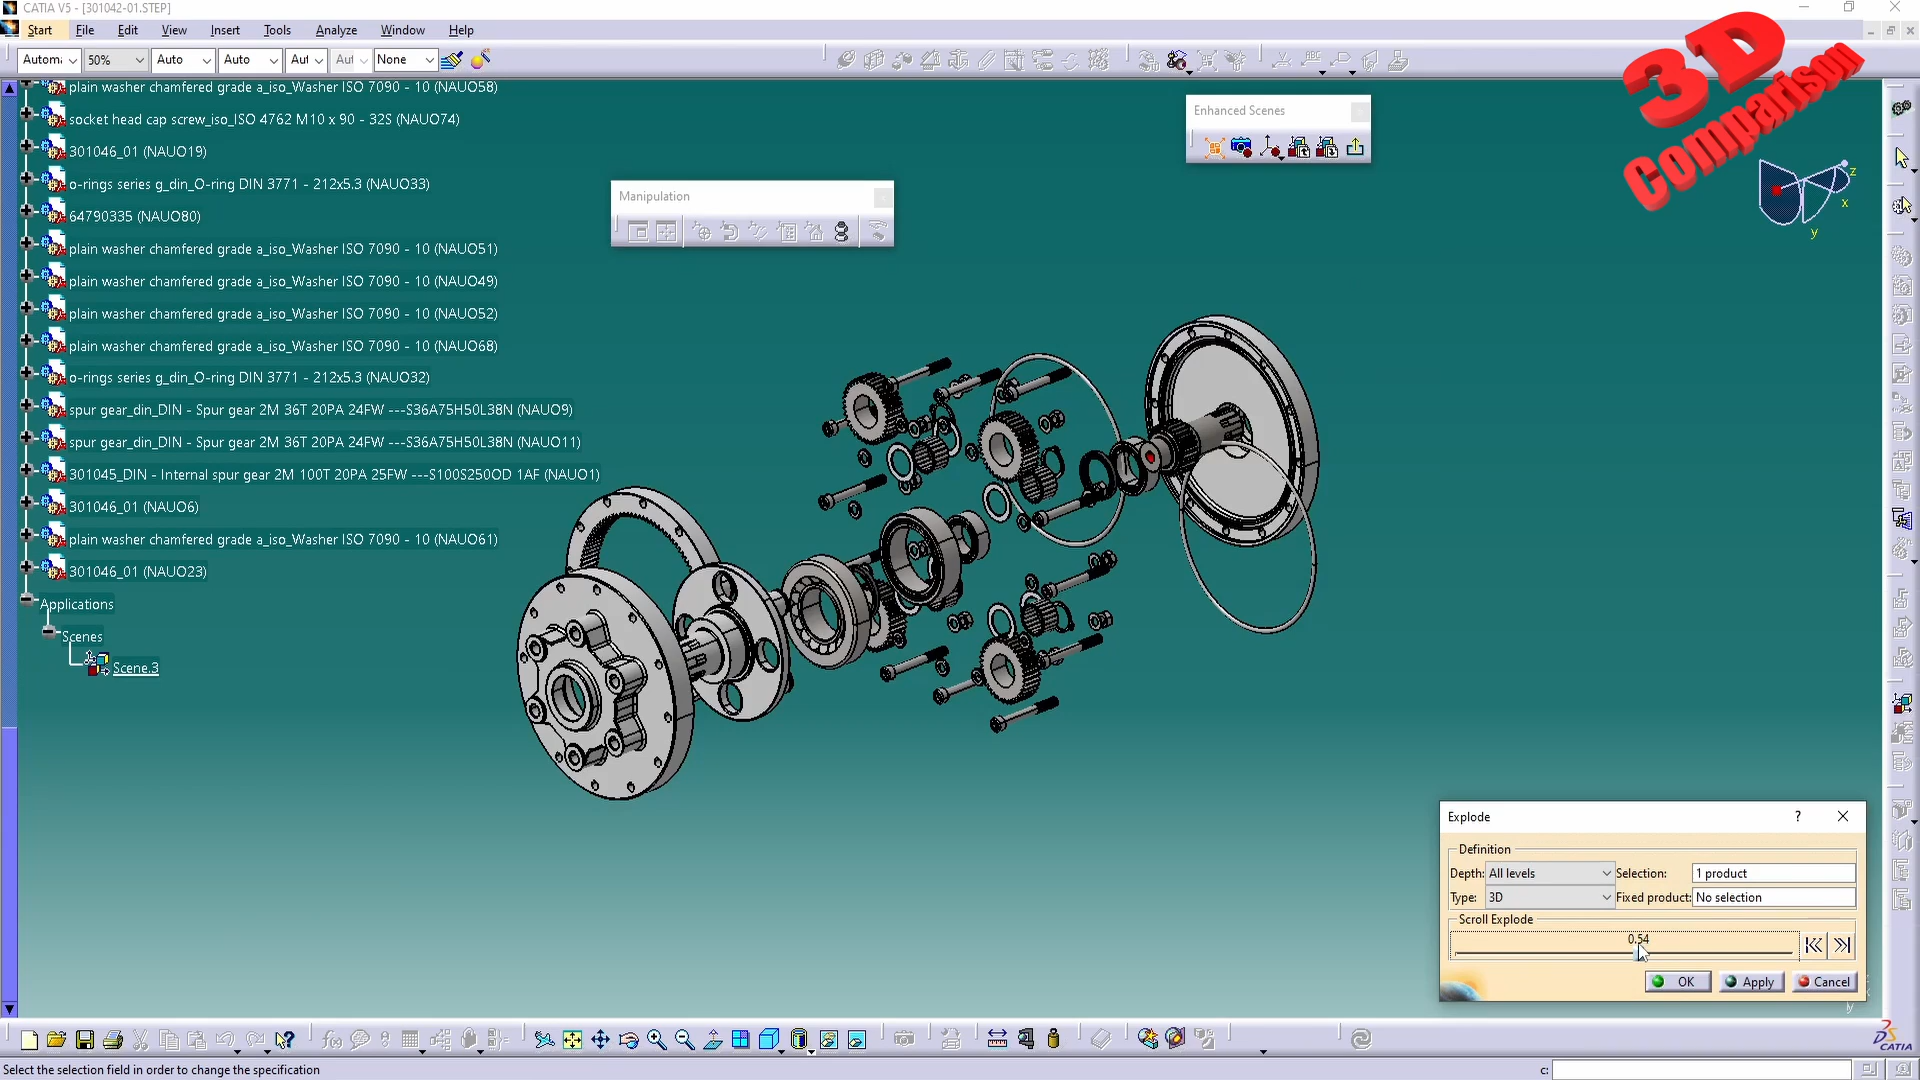 CATIA V5 - [301042-01.STEP]
Start File Edit View Insert Tools Analyze Window Help
Automa 50% Auto Auto Aut Aut None
3D
Comparison
plain washer chamfered grade a_iso_Washer ISO 7090 - 10 (NAUO58)
socket head cap screw_iso_ISO 4762 M10 x 90 - 32S (NAUO74)
301046_01 (NAUO19)
o-rings series g_din_O-ring DIN 3771 - 212x5.3 (NAUO33)
64790335 (NAUO80)
plain washer chamfered grade a_iso_Washer ISO 7090 - 10 (NAUO51)
plain washer chamfered grade a_iso_Washer ISO 7090 - 10 (NAUO49)
plain washer chamfered grade a_iso_Washer ISO 7090 - 10 (NAUO52)
plain washer chamfered grade a_iso_Washer ISO 7090 - 10 (NAUO68)
o-rings series g_din_O-ring DIN 3771 - 212x5.3 (NAUO32)
spur gear_din_DIN - Spur gear 2M 36T 20PA 24FW ---S36A75H50L38N (NAUO9)
spur gear_din_DIN - Spur gear 2M 36T 20PA 24FW ---S36A75H50L38N (NAUO11)
301045_DIN - Internal spur gear 2M 100T 20PA 25FW ---S100S250OD 1AF (NAUO1)
301046_01 (NAUO6)
plain washer chamfered grade a_iso_Washer ISO 7090 - 10 (NAUO61)
301046_01 (NAUO23)
Applications
Scenes
Scene.3
Manipulation
Enhanced Scenes
z
x
y
Explode ?
Definition
Depth: All levels Selection: 1 product
Type: 3D Fixed product: No selection
Scroll Explode
0.54
OK Apply Cancel
y
CATIA
Select the selection field in order to change the specification
c: